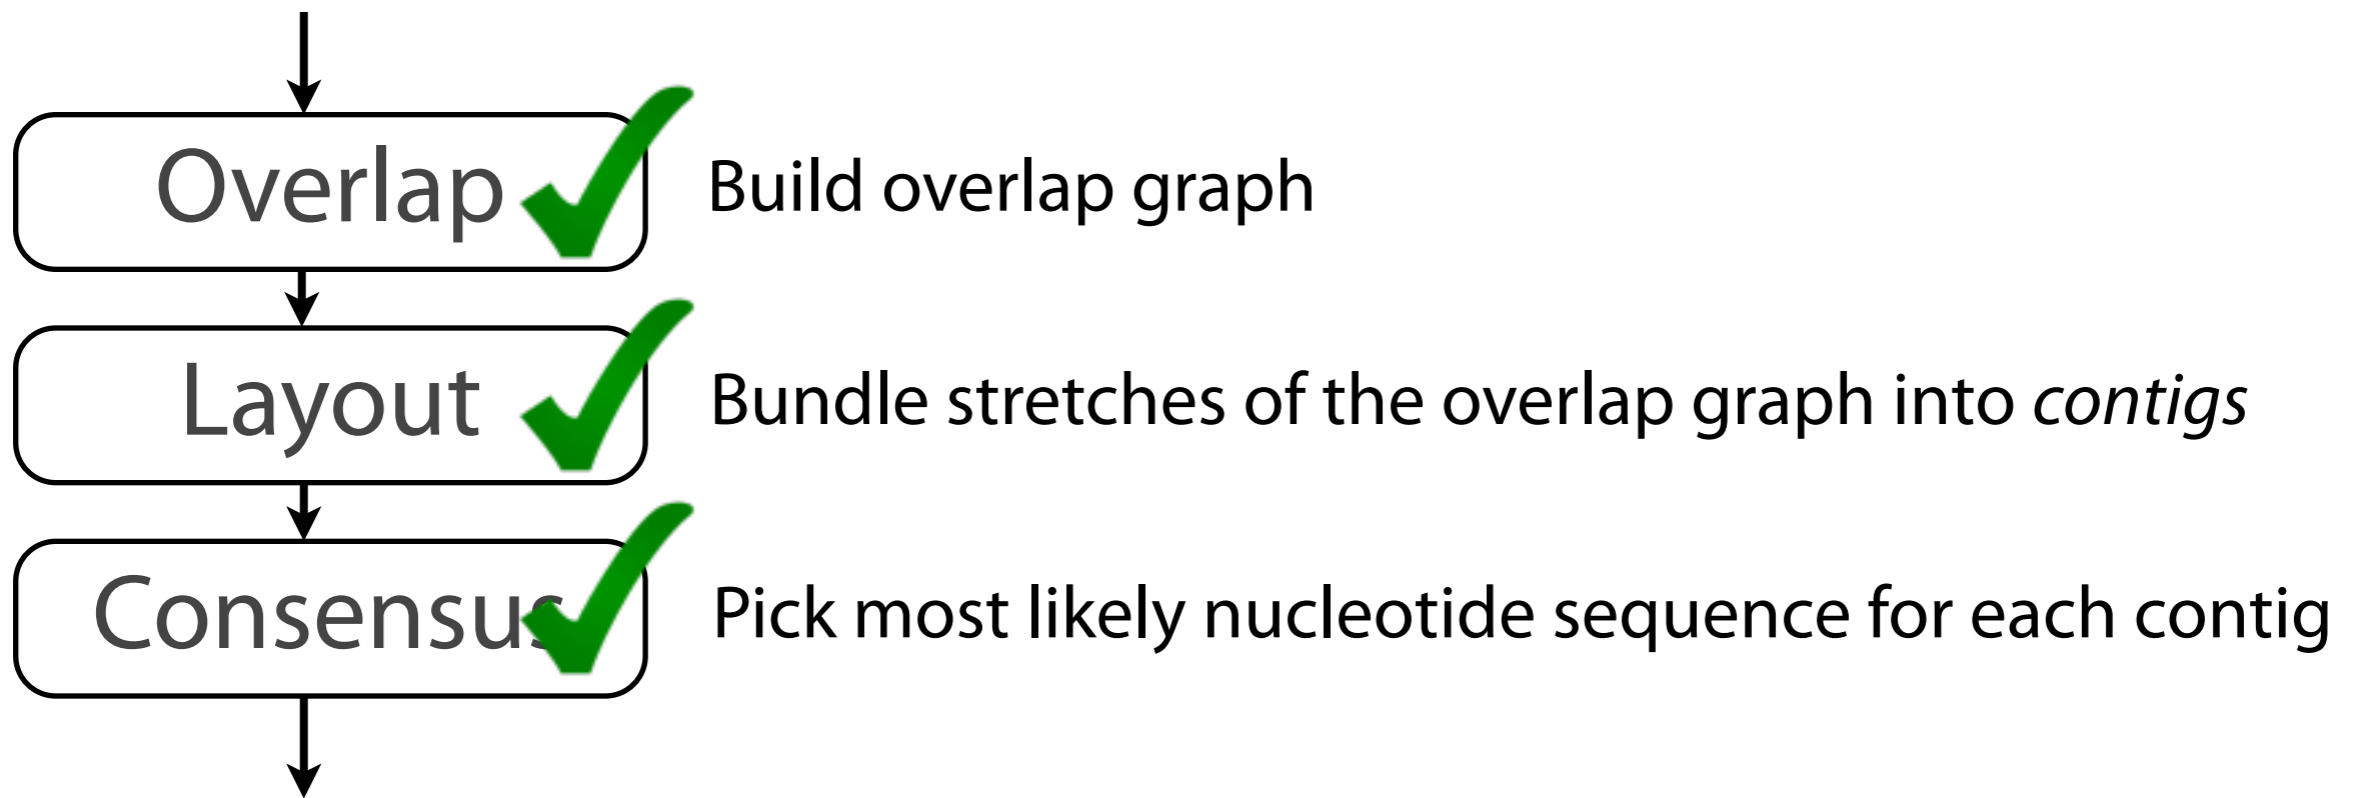 Overlap
Build overlap graph
Layout
Bundle stretches of the overlap graph into contigs
Consensus
Pick most likely nucleotide sequence for each contig